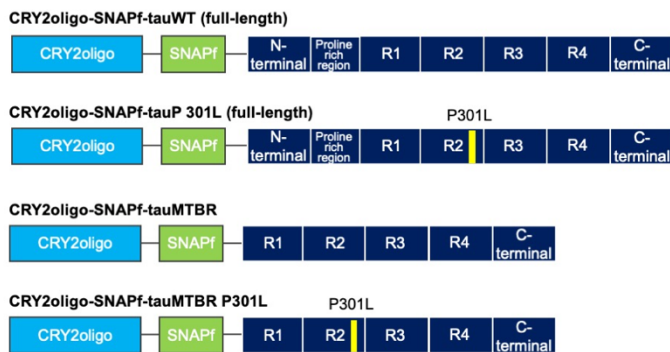 CRY2oligo-SNAPf-tauWT (full-length)
CRY2oligo SNAPf N-terminal Proline rich region R1 R2 R3 R4 C-terminal
CRY2oligo-SNAPf-tauP 301L (full-length)
P301L
CRY2oligo SNAPf N-terminal Proline rich region R1 R2 R3 R4 C-terminal
CRY2oligo-SNAPf-tauMTBR
CRY2oligo SNAPf R1 R2 R3 R4 C-terminal
CRY2oligo-SNAPf-tauMTBR P301L
P301L
CRY2oligo SNAPf R1 R2 R3 R4 C-terminal